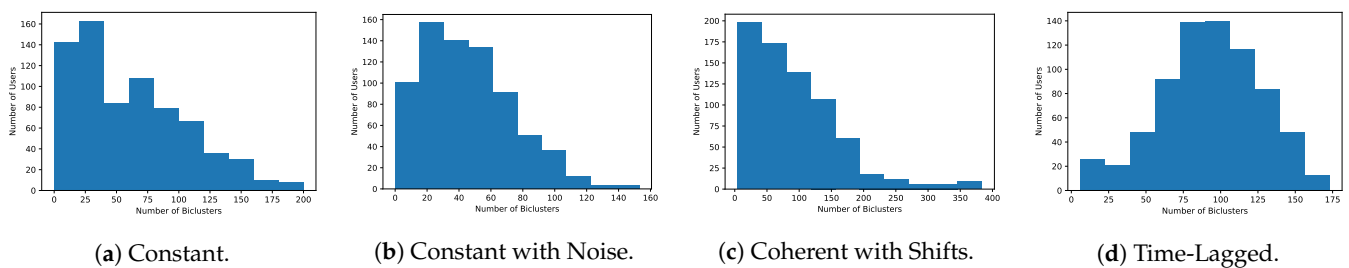 160
140
120
100
80
60
40
20
0
Number of Users
0 25 50 75 100 125 150 175 200
Number of Biclusters
(a) Constant.
160
140
120
100
80
60
40
20
0
Number of Users
0 20 40 60 80 100 120 140 160
Number of Biclusters
(b) Constant with Noise.
200
175
150
125
100
75
50
25
0
Number of Users
0 50 100 150 200 250 300 350 400
Number of Biclusters
(c) Coherent with Shifts.
140
120
100
80
60
40
20
0
Number of Users
0 25 50 75 100 125 150 175
Number of Biclusters
(d) Time-Lagged.